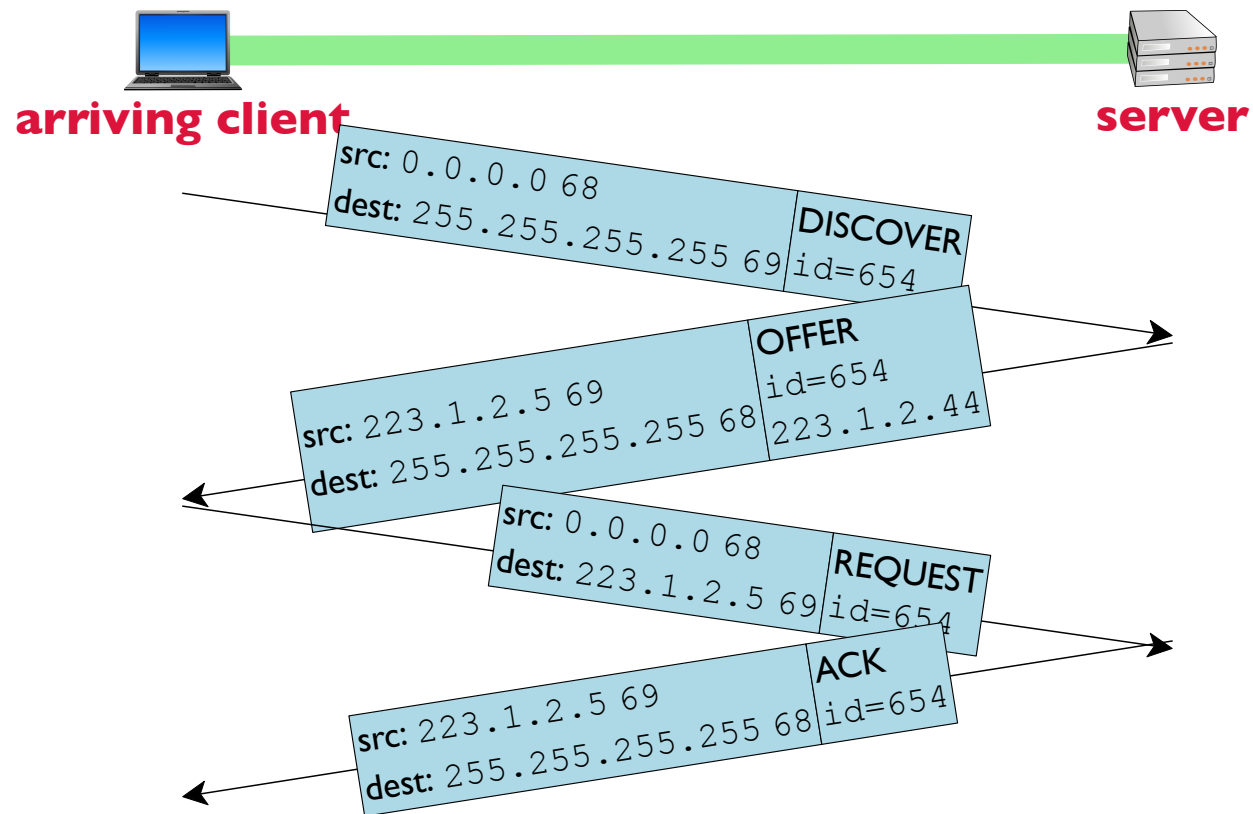 arriving client
server
src: 0.0.0.0 68
dest: 255.255.255.255 69
DISCOVER
id=654
src: 223.1.2.5 69
dest: 255.255.255.255 68
OFFER
id=654
223.1.2.44
src: 0.0.0.0 68
dest: 223.1.2.5 69
REQUEST
id=654
src: 223.1.2.5 69
dest: 255.255.255.255 68
ACK
id=654